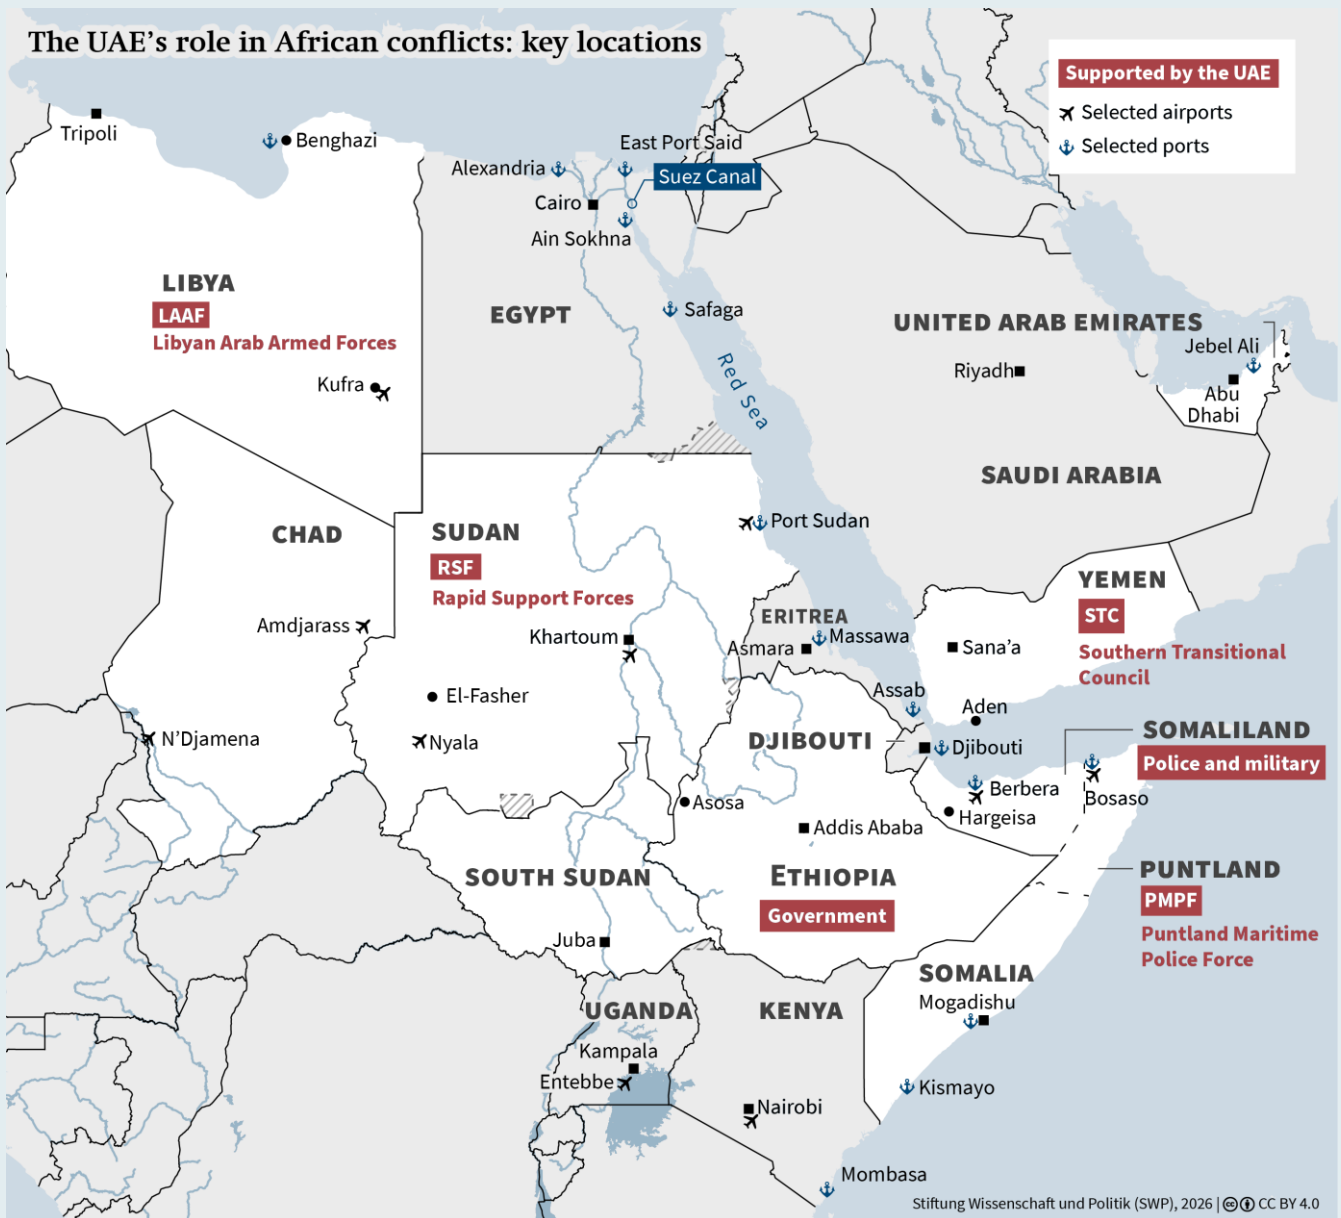 The UAE's role in African conflicts: key locations
Supported by the UAE
Selected airports
Selected ports
Tripoli
Benghazi
Alexandria
East Port Said
Suez Canal
Cairo
Ain Sokhna
LIBYA
LAAF
Libyan Arab Armed Forces
Kufra
EGYPT
Safaga
Red Sea
UNITED ARAB EMIRATES
Jebel Ali
Riyadh
Abu
Dhabi
SAUDI ARABIA
CHAD
Amdjarass
N'Djamena
SUDAN
RSF
Rapid Support Forces
Port Sudan
Khartoum
El-Fasher
Nyala
ERITREA
Massawa
Asmara
Assab
YEMEN
STC
Southern Transitional
Council
Sana'a
Aden
DJIBOUTI
Djibouti
SOMALILAND
Police and military
Berbera
Hargeisa
Bosaso
Asosa
Addis Ababa
ETHIOPIA
Government
SOUTH SUDAN
Juba
PUNTLAND
PMPF
Puntland Maritime
Police Force
SOMALIA
Mogadishu
Kismayo
UGANDA
Kampala
Entebbe
KENYA
Nairobi
Mombasa
Stiftung Wissenschaft und Politik (SWP), 2026 | CC BY 4.0